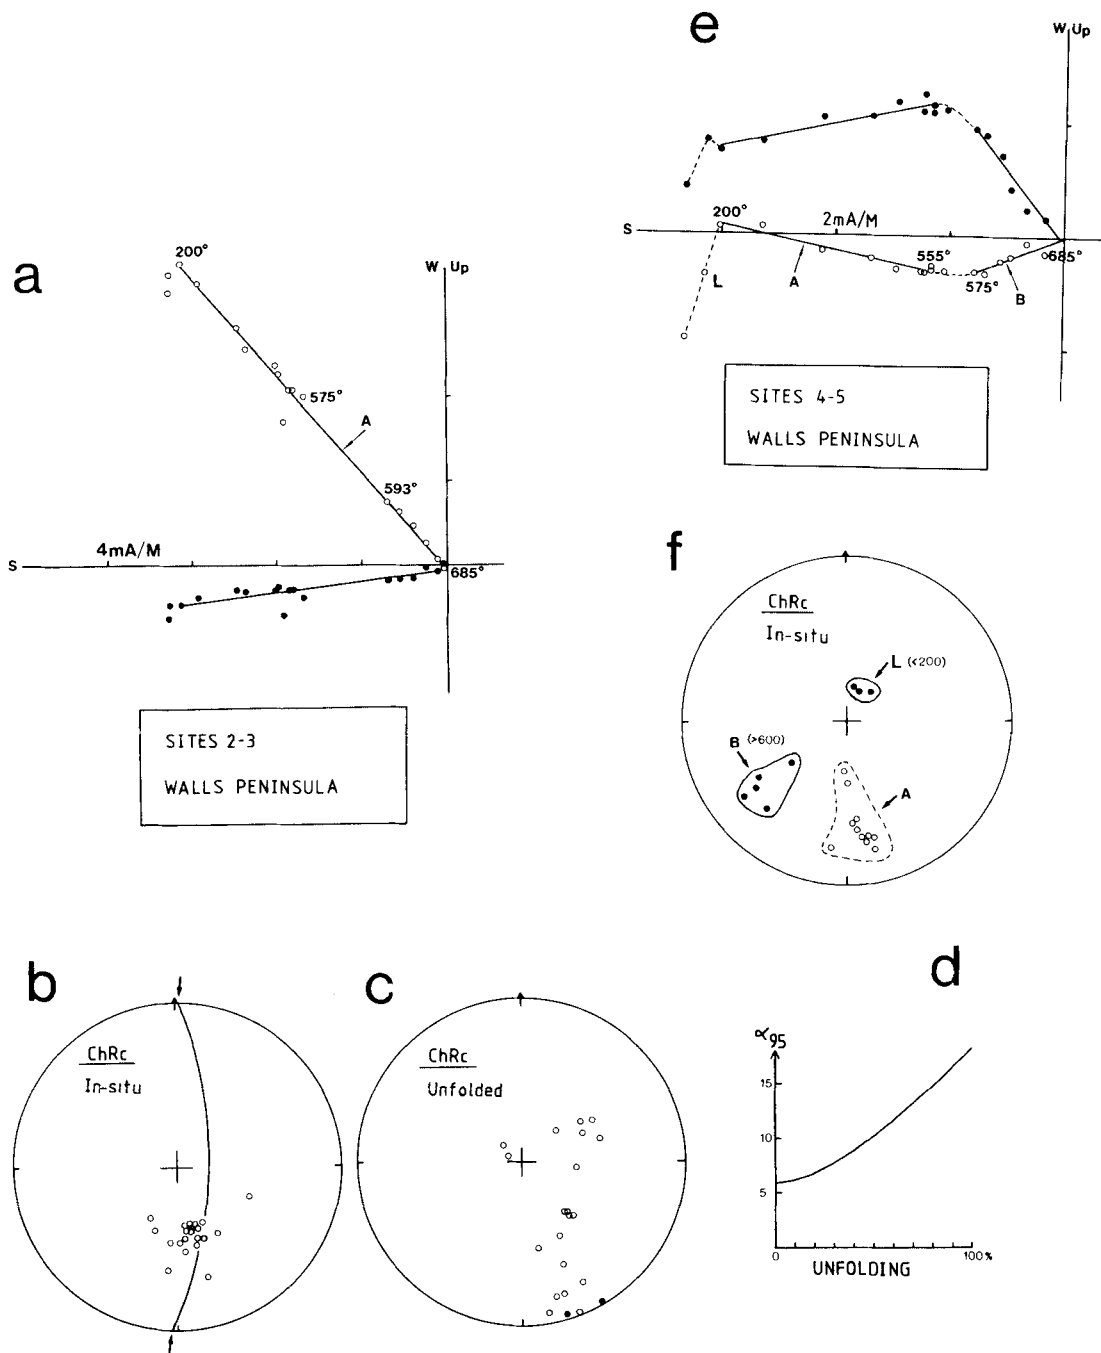 a
W Up
200°
575°
A
593°
4mA/M
S
685°
SITES 2-3
WALLS PENINSULA
e
W Up
200°
2mA/M
S
555°
685°
L
A
575°
B
SITES 4-5
WALLS PENINSULA
f
ChRc
In-situ
L (<200)
B (>600)
A
b
ChRc
In-situ
c
ChRc
Unfolded
d
α95
15
10
5
0
100%
UNFOLDING